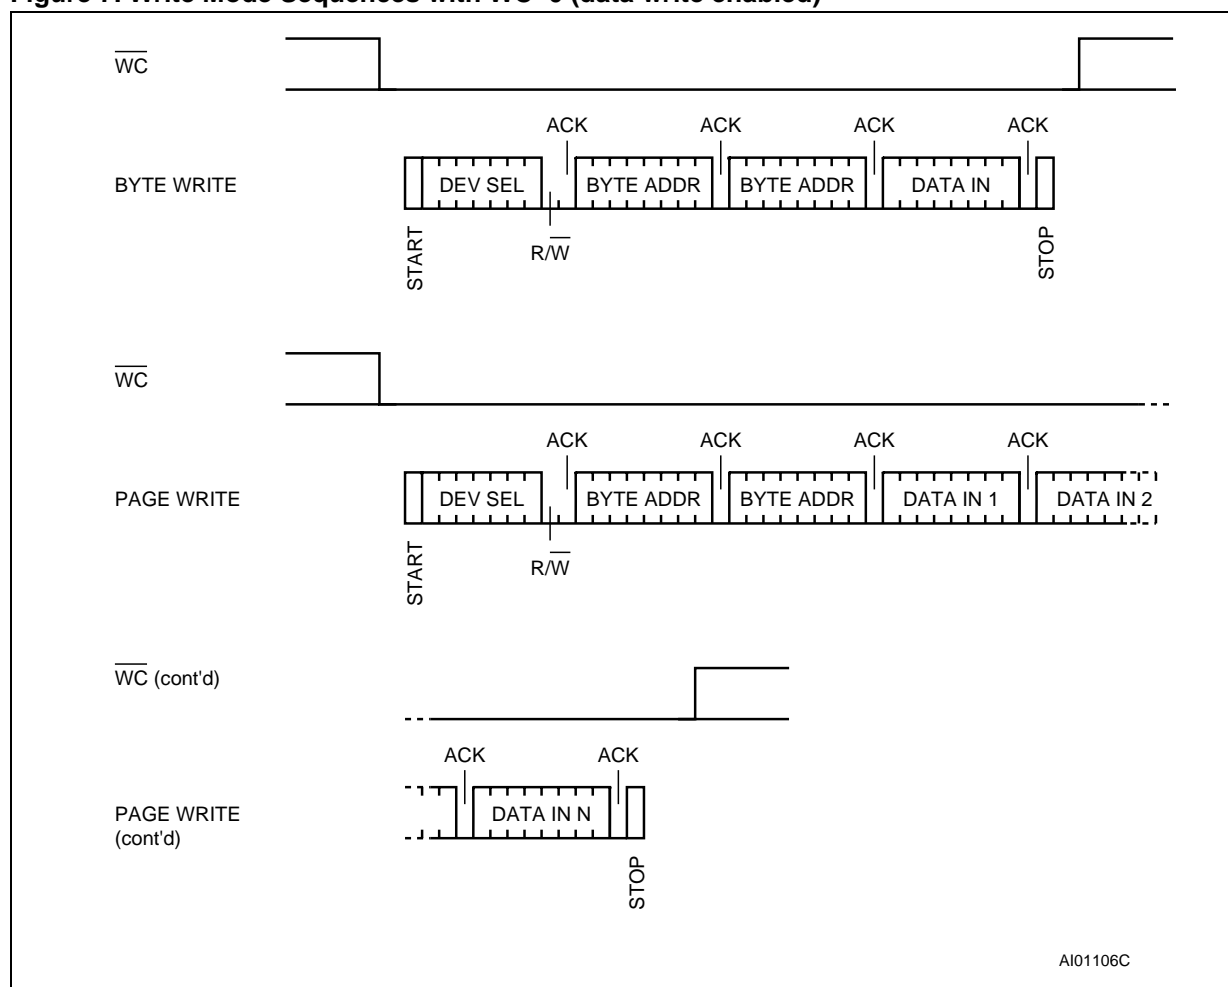 Figure 7. Write Mode Sequences with WC=0 (data write enabled)
WC
ACK ACK ACK ACK
BYTE WRITE DEV SEL BYTE ADDR BYTE ADDR DATA IN
R/W
START STOP
WC
ACK ACK ACK ACK
PAGE WRITE DEV SEL BYTE ADDR BYTE ADDR DATA IN 1 DATA IN 2
R/W
START
WC (cont'd)
ACK ACK
PAGE WRITE DATA IN N
(cont'd)
STOP
AI01106C